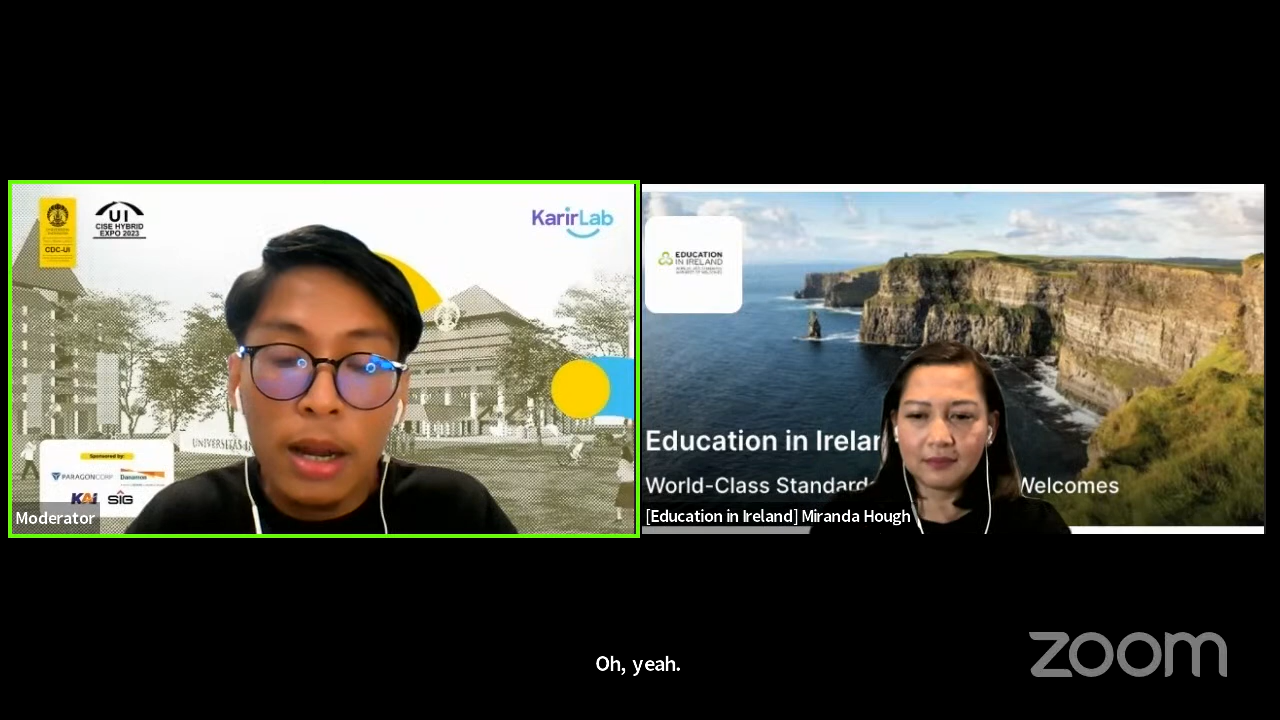 CDC-UI
UI
CISE HYBRID
EXPO 2023
KarirLab
UNIVERSITAS I
Sponsored by:
PARAGONCORP
Danamon
KAI
SIG
Moderator
EDUCATION
IN IRELAND
Education in Irelan
World-Class Standard
Welcomes
[Education in Ireland] Miranda Hough
Oh, yeah.
zoom